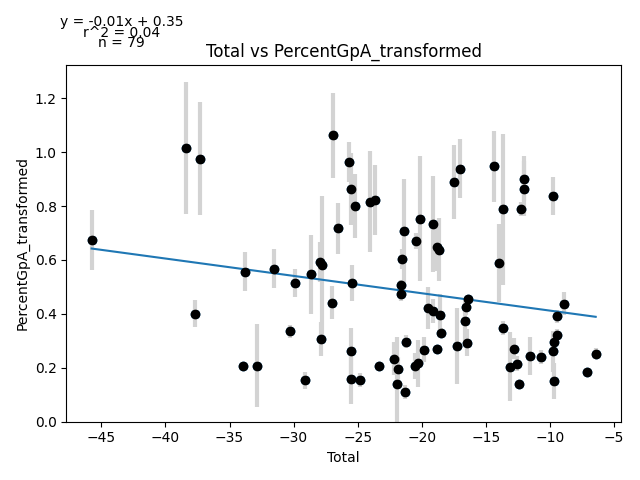 y = -0.01x + 0.35
r^2 = 0.04
n = 79
Total vs PercentGpA_transformed
PercentGpA_transformed
1.2
1.0
0.8
0.6
0.4
0.2
0.0
−45 −40 −35 −30 −25 −20 −15 −10 −5
Total